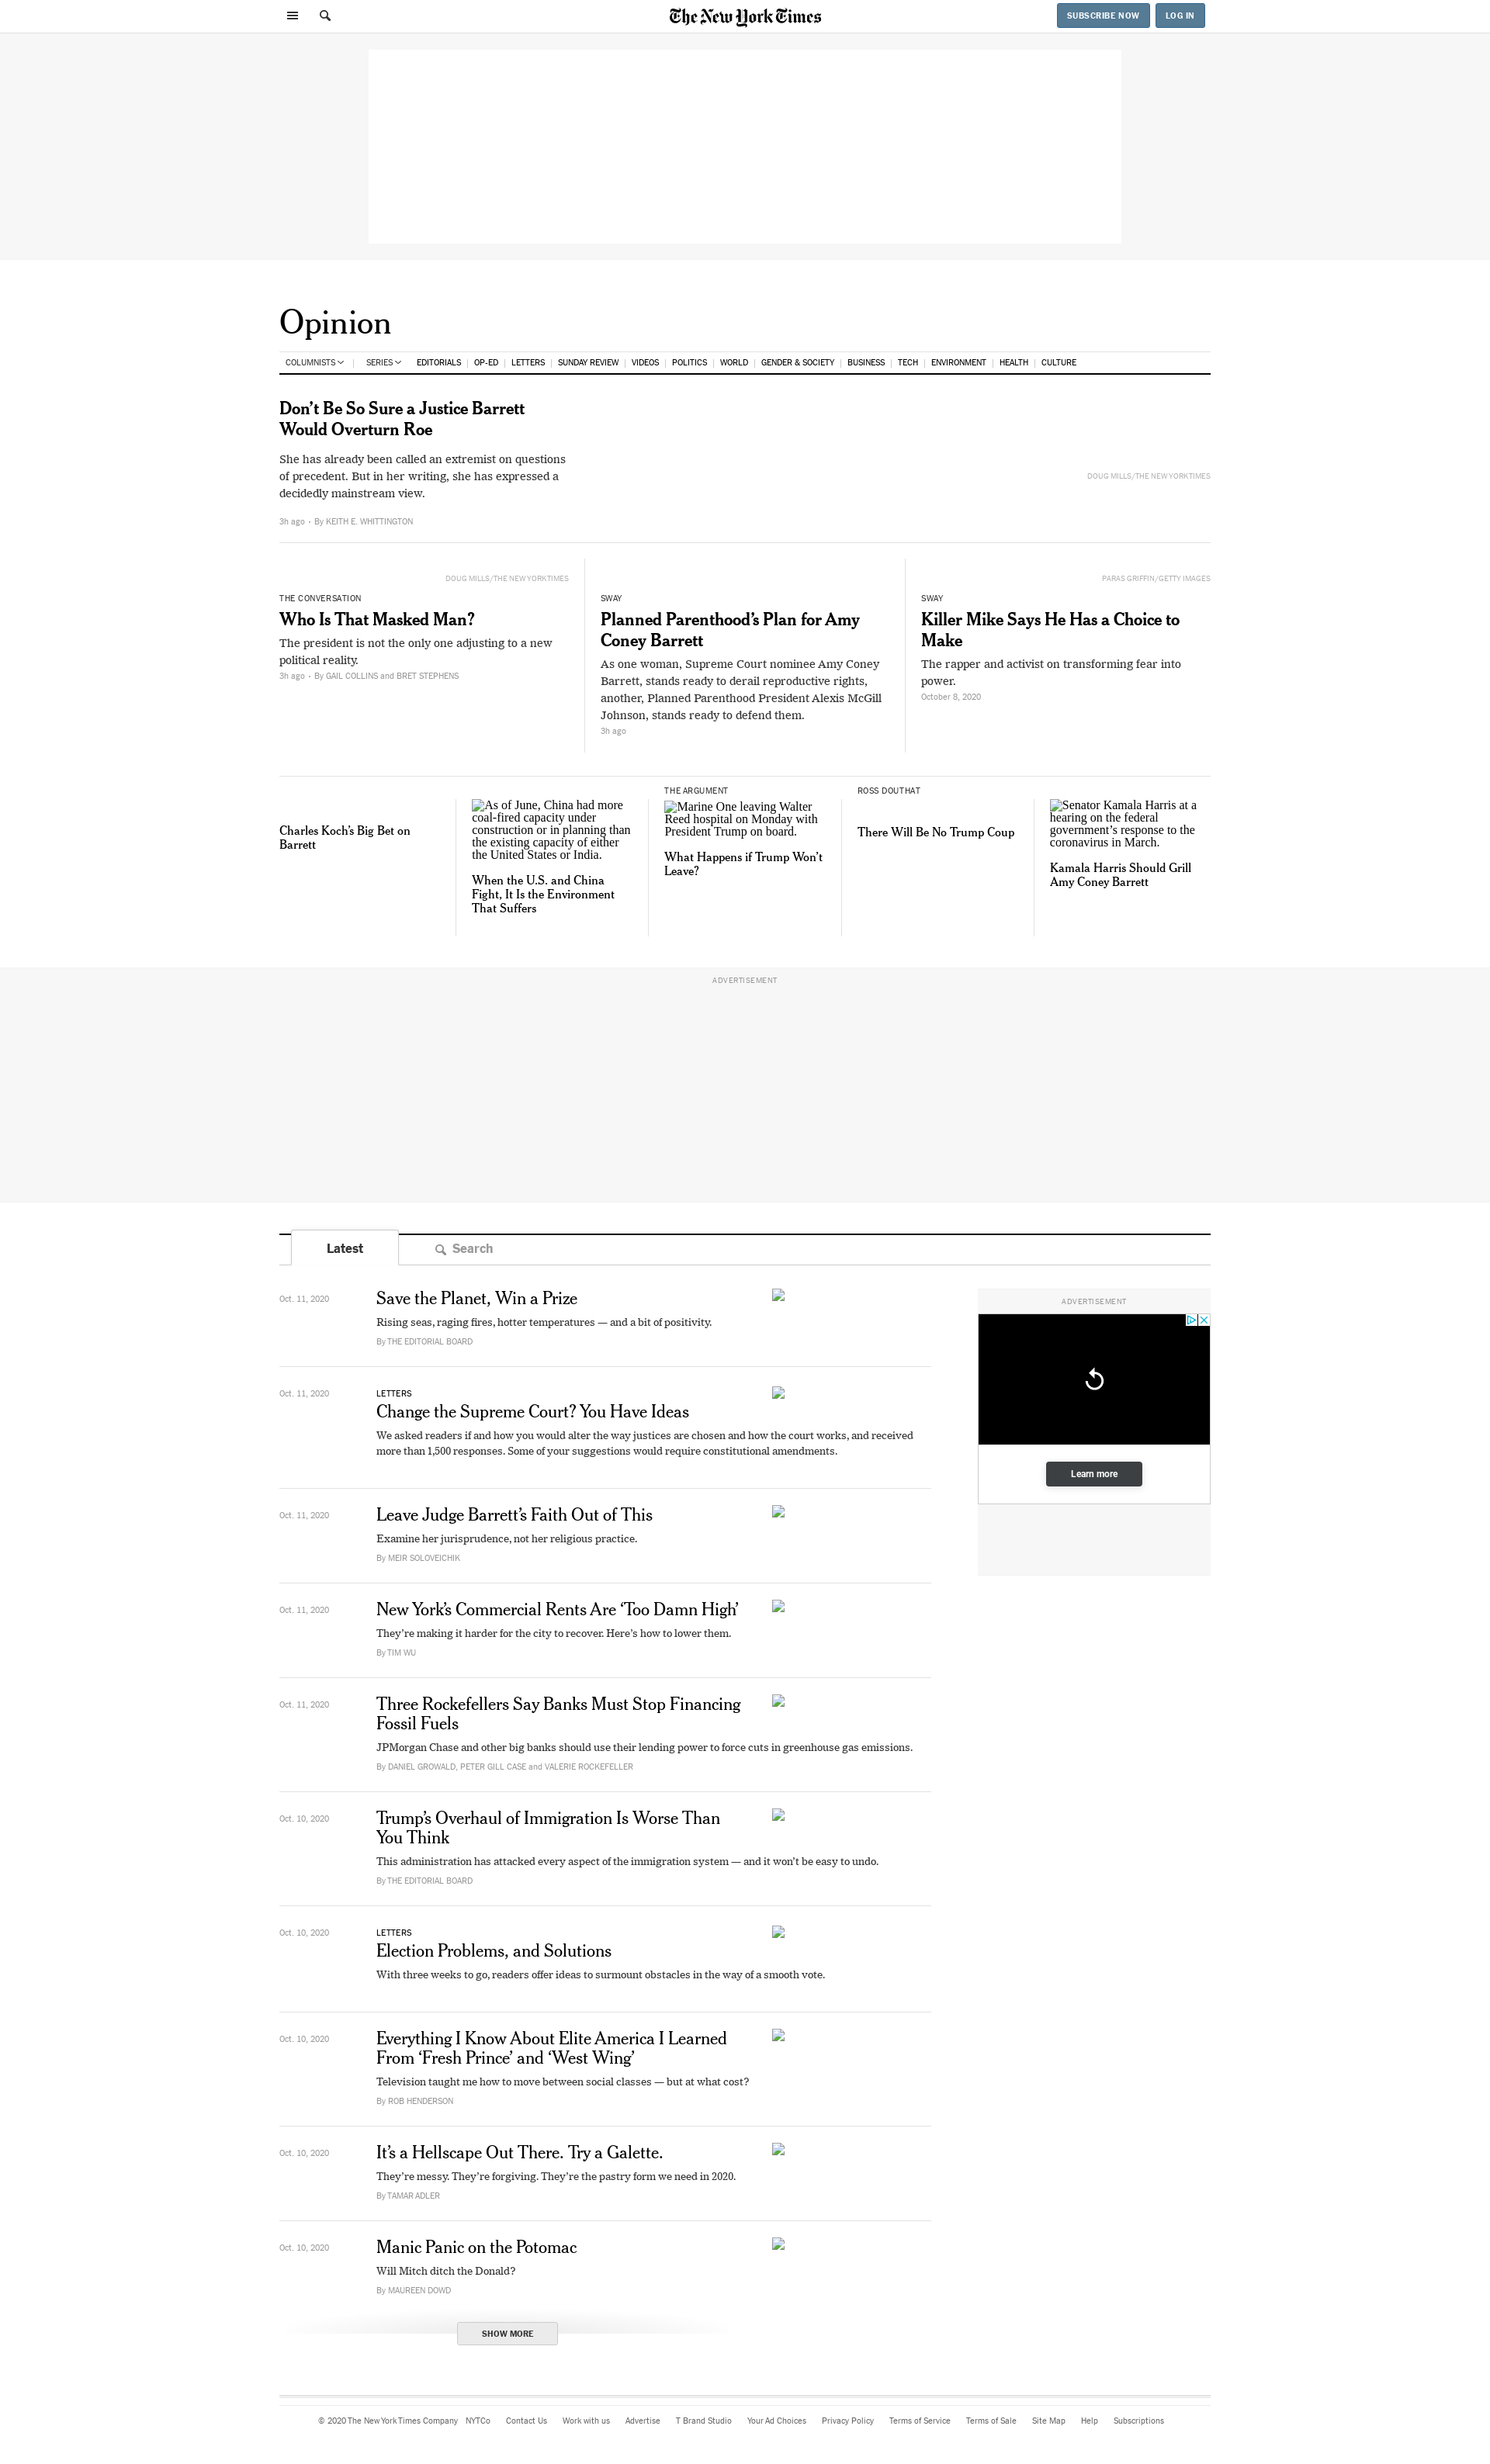 The New York Times
SUBSCRIBE NOW
LOG IN
Opinion
COLUMNISTS
SERIES
EDITORIALS
OP-ED
LETTERS
SUNDAY REVIEW
VIDEOS
POLITICS
WORLD
GENDER & SOCIETY
BUSINESS
TECH
ENVIRONMENT
HEALTH
CULTURE
Don’t Be So Sure a Justice Barrett
Would Overturn Roe
She has already been called an extremist on questions
of precedent. But in her writing, she has expressed a
decidedly mainstream view.
3h ago • By KEITH E. WHITTINGTON
DOUG MILLS/THE NEW YORK TIMES
DOUG MILLS/THE NEW YORK TIMES
THE CONVERSATION
Who Is That Masked Man?
The president is not the only one adjusting to a new
political reality.
3h ago • By GAIL COLLINS and BRET STEPHENS
SWAY
Planned Parenthood’s Plan for Amy
Coney Barrett
As one woman, Supreme Court nominee Amy Coney
Barrett, stands ready to derail reproductive rights,
another, Planned Parenthood President Alexis McGill
Johnson, stands ready to defend them.
3h ago
PARAS GRIFFIN/GETTY IMAGES
SWAY
Killer Mike Says He Has a Choice to
Make
The rapper and activist on transforming fear into
power.
October 8, 2020
Charles Koch’s Big Bet on
Barrett
As of June, China had more
coal-fired capacity under
construction or in planning than
the existing capacity of either
the United States or India.
When the U.S. and China
Fight, It Is the Environment
That Suffers
THE ARGUMENT
Marine One leaving Walter
Reed hospital on Monday with
President Trump on board.
What Happens if Trump Won’t
Leave?
ROSS DOUTHAT
There Will Be No Trump Coup
Senator Kamala Harris at a
hearing on the federal
government’s response to the
coronavirus in March.
Kamala Harris Should Grill
Amy Coney Barrett
ADVERTISEMENT
Latest
Search
Oct. 11, 2020
Save the Planet, Win a Prize
Rising seas, raging fires, hotter temperatures — and a bit of positivity.
By THE EDITORIAL BOARD
ADVERTISEMENT
Learn more
Oct. 11, 2020
LETTERS
Change the Supreme Court? You Have Ideas
We asked readers if and how you would alter the way justices are chosen and how the court works, and received
more than 1,500 responses. Some of your suggestions would require constitutional amendments.
Oct. 11, 2020
Leave Judge Barrett’s Faith Out of This
Examine her jurisprudence, not her religious practice.
By MEIR SOLOVEICHIK
Oct. 11, 2020
New York’s Commercial Rents Are ‘Too Damn High’
They’re making it harder for the city to recover. Here’s how to lower them.
By TIM WU
Oct. 11, 2020
Three Rockefellers Say Banks Must Stop Financing
Fossil Fuels
JPMorgan Chase and other big banks should use their lending power to force cuts in greenhouse gas emissions.
By DANIEL GROWALD, PETER GILL CASE and VALERIE ROCKEFELLER
Oct. 10, 2020
Trump’s Overhaul of Immigration Is Worse Than
You Think
This administration has attacked every aspect of the immigration system — and it won’t be easy to undo.
By THE EDITORIAL BOARD
Oct. 10, 2020
LETTERS
Election Problems, and Solutions
With three weeks to go, readers offer ideas to surmount obstacles in the way of a smooth vote.
Oct. 10, 2020
Everything I Know About Elite America I Learned
From ‘Fresh Prince’ and ‘West Wing’
Television taught me how to move between social classes — but at what cost?
By ROB HENDERSON
Oct. 10, 2020
It’s a Hellscape Out There. Try a Galette.
They’re messy. They’re forgiving. They’re the pastry form we need in 2020.
By TAMAR ADLER
Oct. 10, 2020
Manic Panic on the Potomac
Will Mitch ditch the Donald?
By MAUREEN DOWD
SHOW MORE
© 2020 The New York Times Company
NYTCo
Contact Us
Work with us
Advertise
T Brand Studio
Your Ad Choices
Privacy Policy
Terms of Service
Terms of Sale
Site Map
Help
Subscriptions